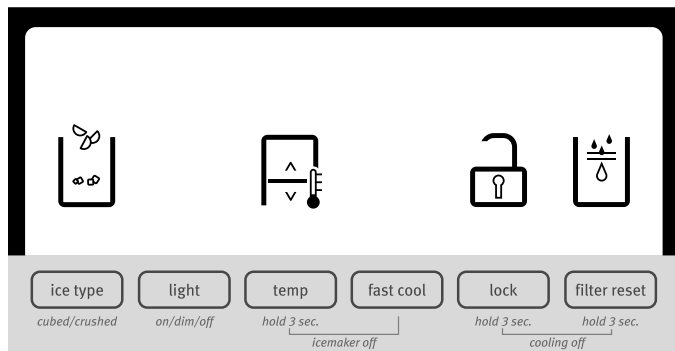 ice type light temp fast cool lock filter reset
cubed/crushed on/dim/off hold 3 sec. hold 3 sec. hold 3 sec.
icemaker off cooling off